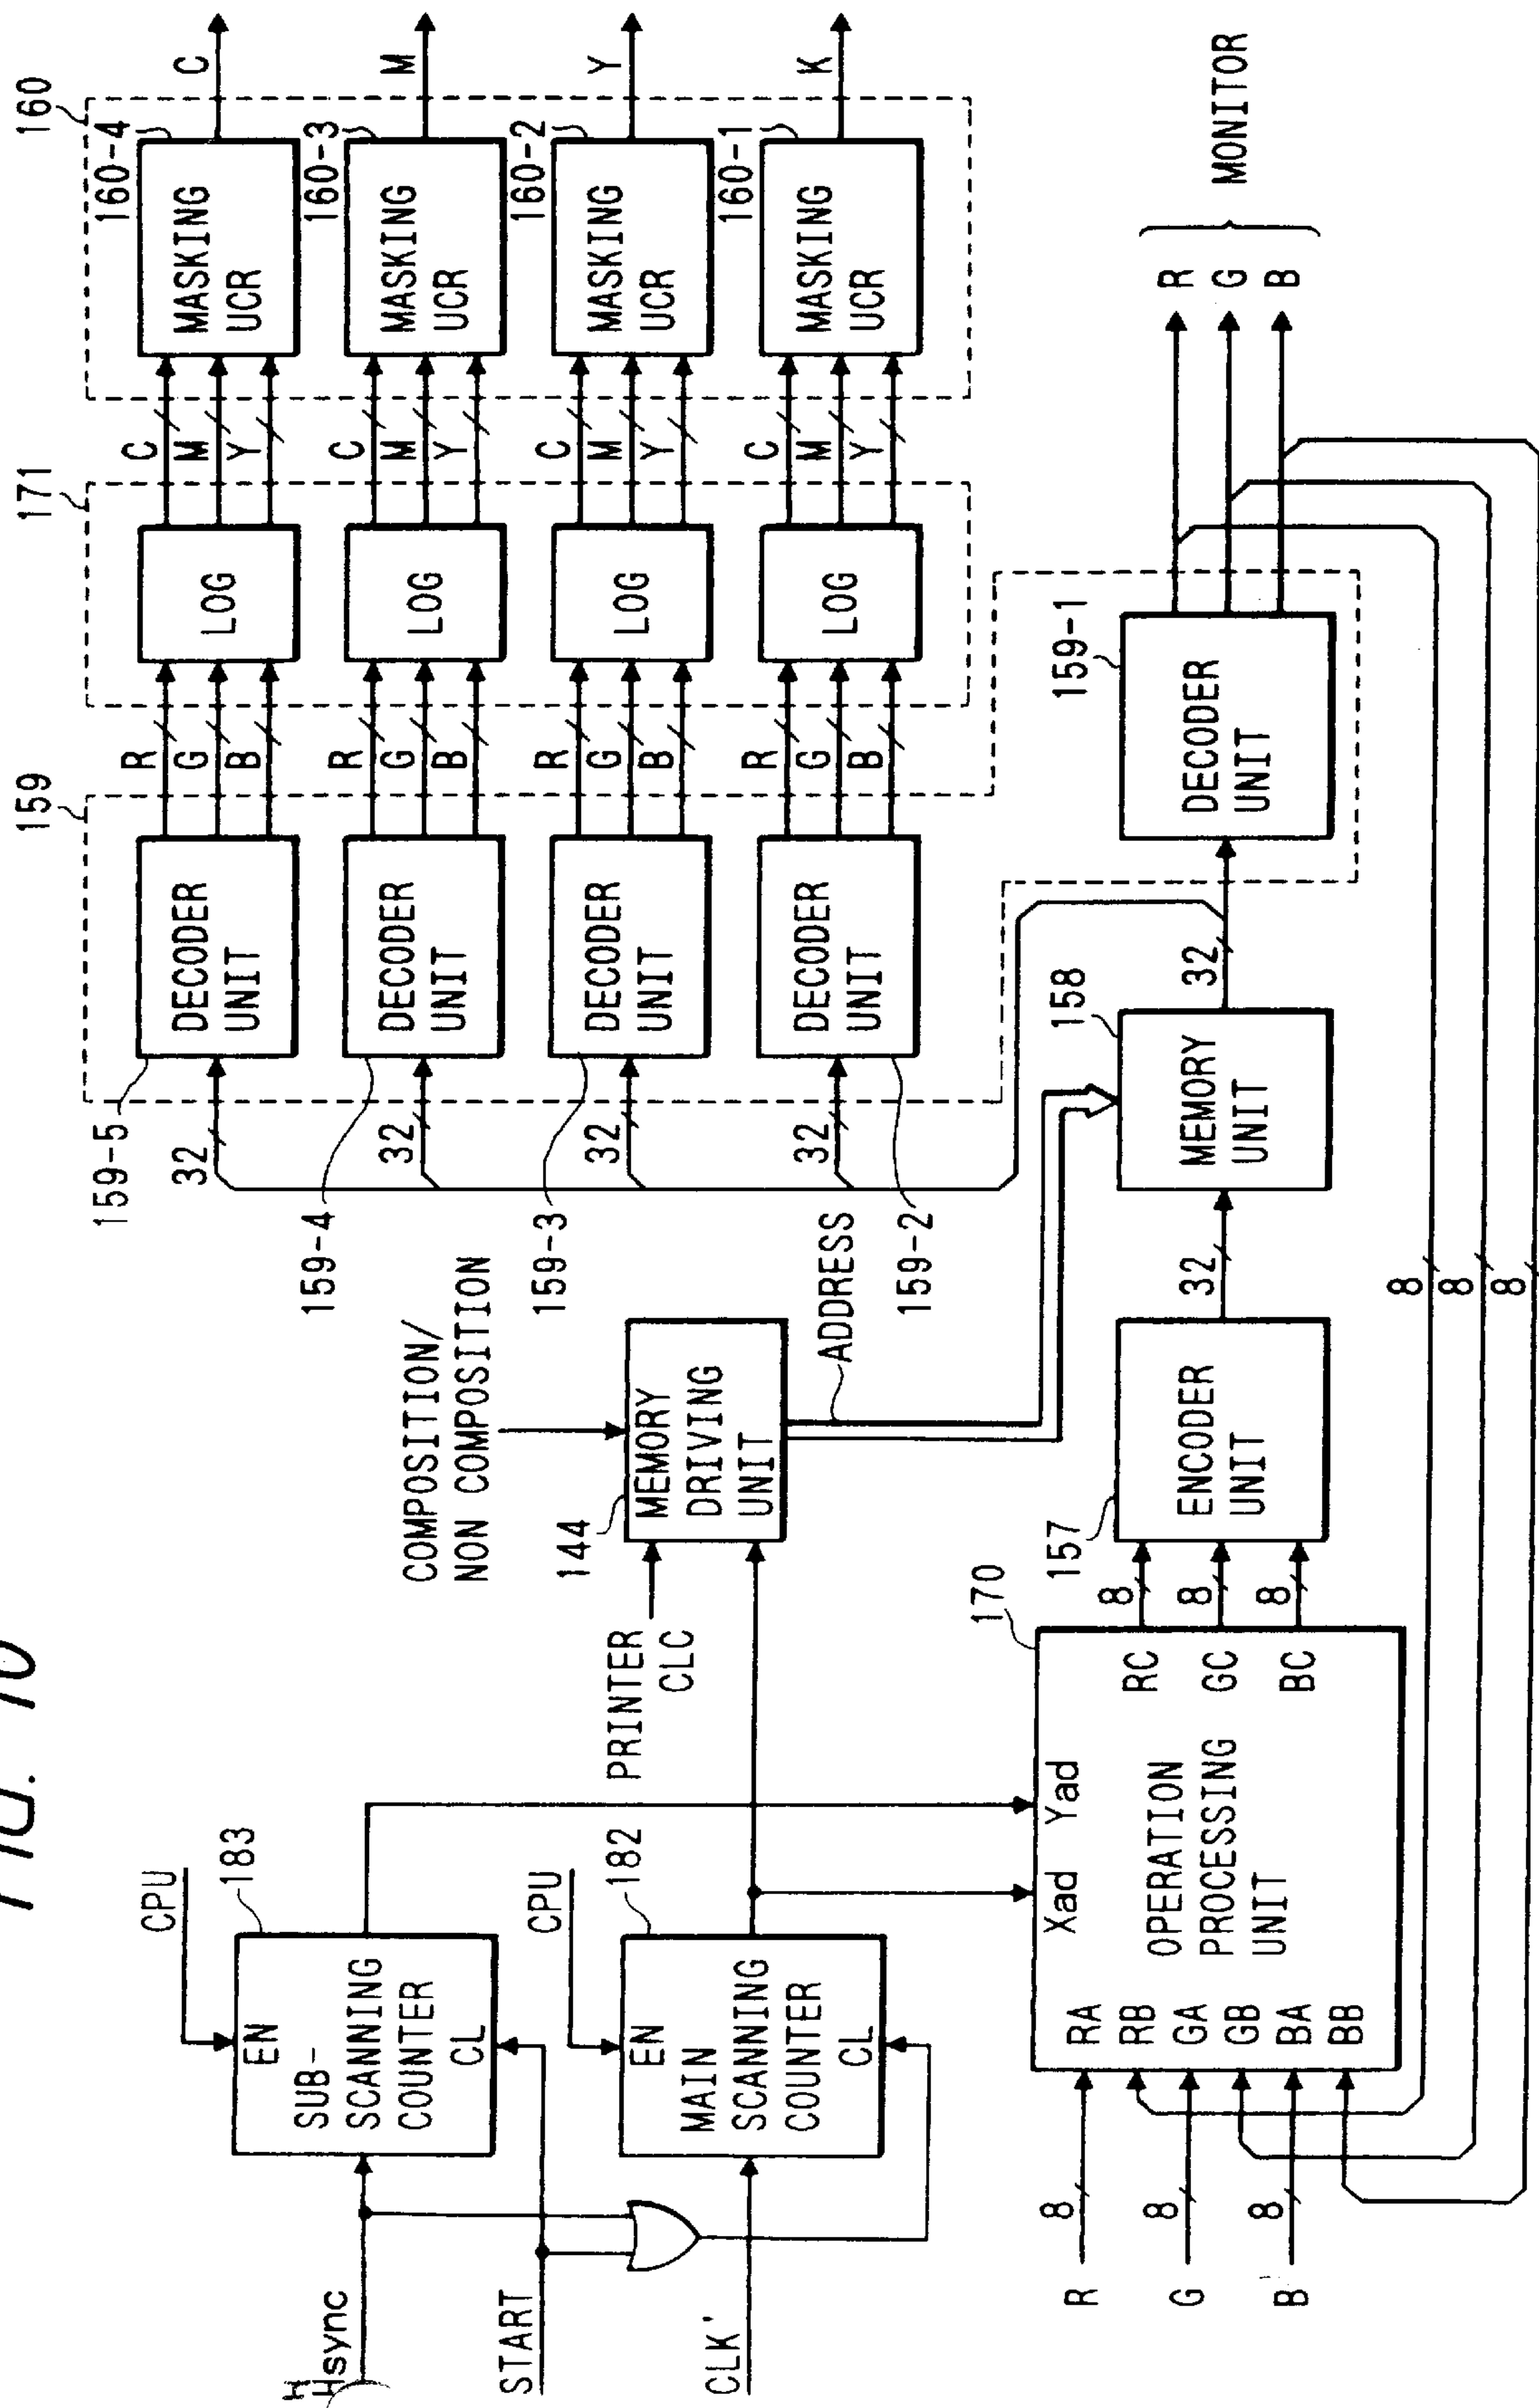 FIG. 10
Hsync
START
CLK'
CPU
183
EN
SUB-
SCANNING
COUNTER
CL
CPU
182
EN
MAIN
SCANNING
COUNTER
CL
COMPOSITION/
NON COMPOSITION
PRINTER
CLC
144
MEMORY
DRIVING
UNIT
ADDRESS
159
159-5
32
DECODER
UNIT
R
G
B
159-4
32
DECODER
UNIT
R
G
B
159-3
32
DECODER
UNIT
R
G
B
159-2
32
DECODER
UNIT
R
G
B
171
LOG
C
M
Y
LOG
C
M
Y
LOG
C
M
Y
LOG
C
M
Y
160
160-4
MASKING
UCR
C
160-3
MASKING
UCR
M
160-2
MASKING
UCR
Y
160-1
MASKING
UCR
K
R
8
G
8
B
8
170
Xad
Yad
RA
RB
GA
GB
BA
BB
OPERATION
PROCESSING
UNIT
RC
GC
BC
8
8
8
157
ENCODER
UNIT
32
158
MEMORY
UNIT
32
159-1
DECODER
UNIT
R
G
B
MONITOR
8
8
8